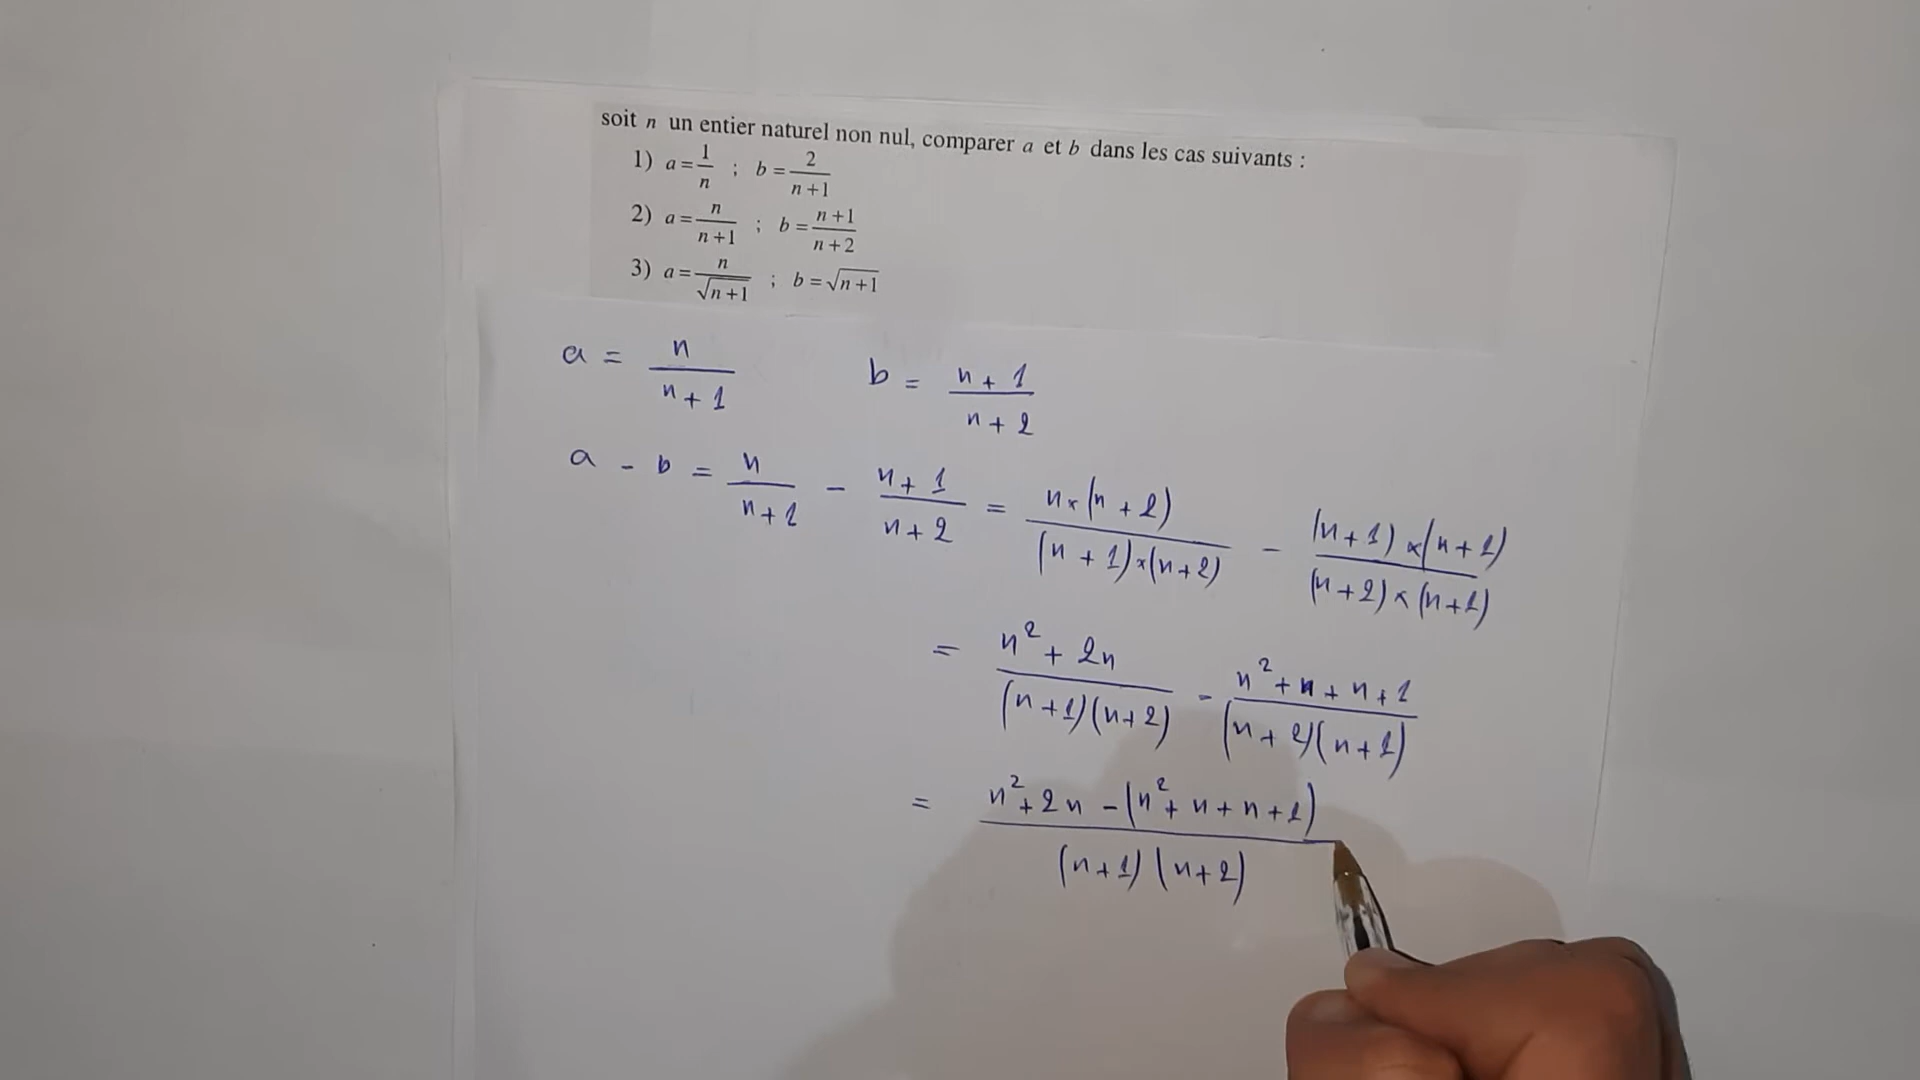 soit n un entier naturel non nul, comparer a et b dans les cas suivants :
1) a = 1/n ; b = 2/(n+1)
2) a = n/(n+1) ; b = (n+1)/(n+2)
3) a = n/√(n+1) ; b = √(n+1)
a = n/(n+1) b = (n+1)/(n+2)
a - b = n/(n+1) - (n+1)/(n+2) = (n×(n+2))/((n+1)×(n+2)) - ((n+1)×(n+1))/((n+2)×(n+1))
= (n²+2n)/((n+1)(n+2)) - (n²+n+n+1)/((n+2)(n+1))
= (n²+2n-(n²+n+n+1))/((n+1)(n+2))